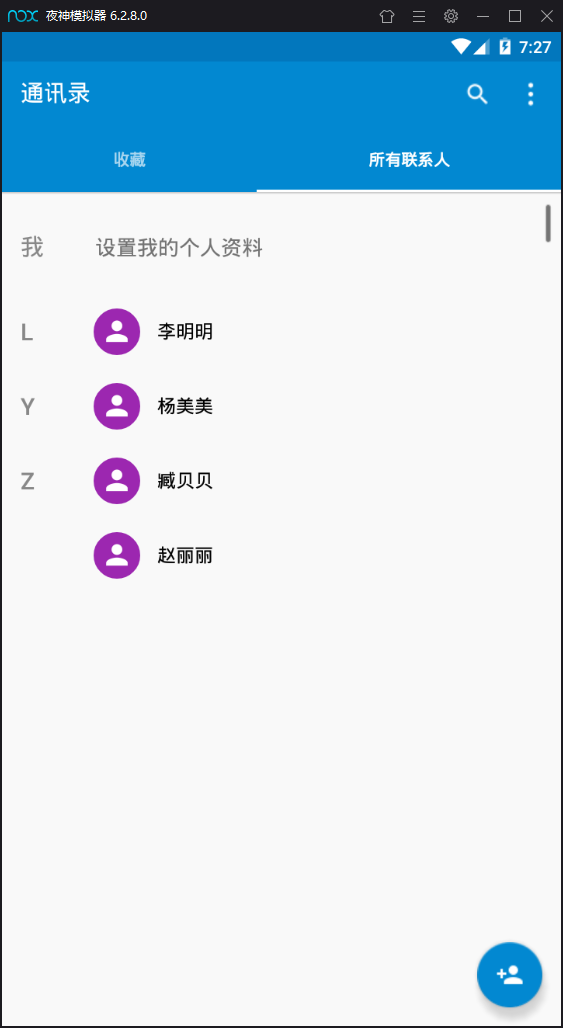 nox 夜神模拟器 6.2.8.0
7:27
通讯录
收藏 所有联系人
我 设置我的个人资料
L 李明明
Y 杨美美
Z 臧贝贝
赵丽丽